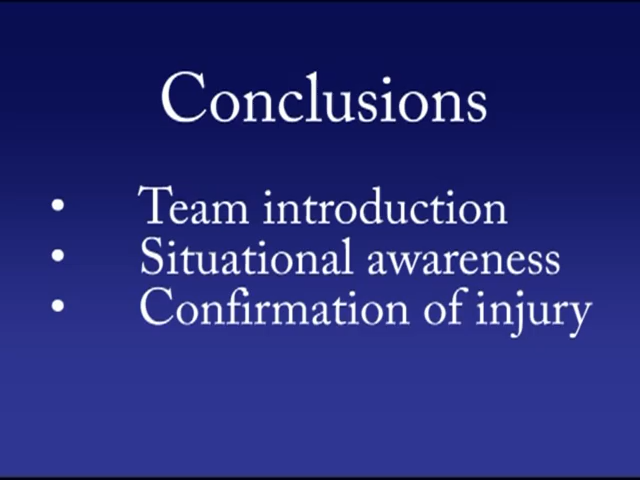 Conclusions
• Team introduction
• Situational awareness
• Confirmation of injury